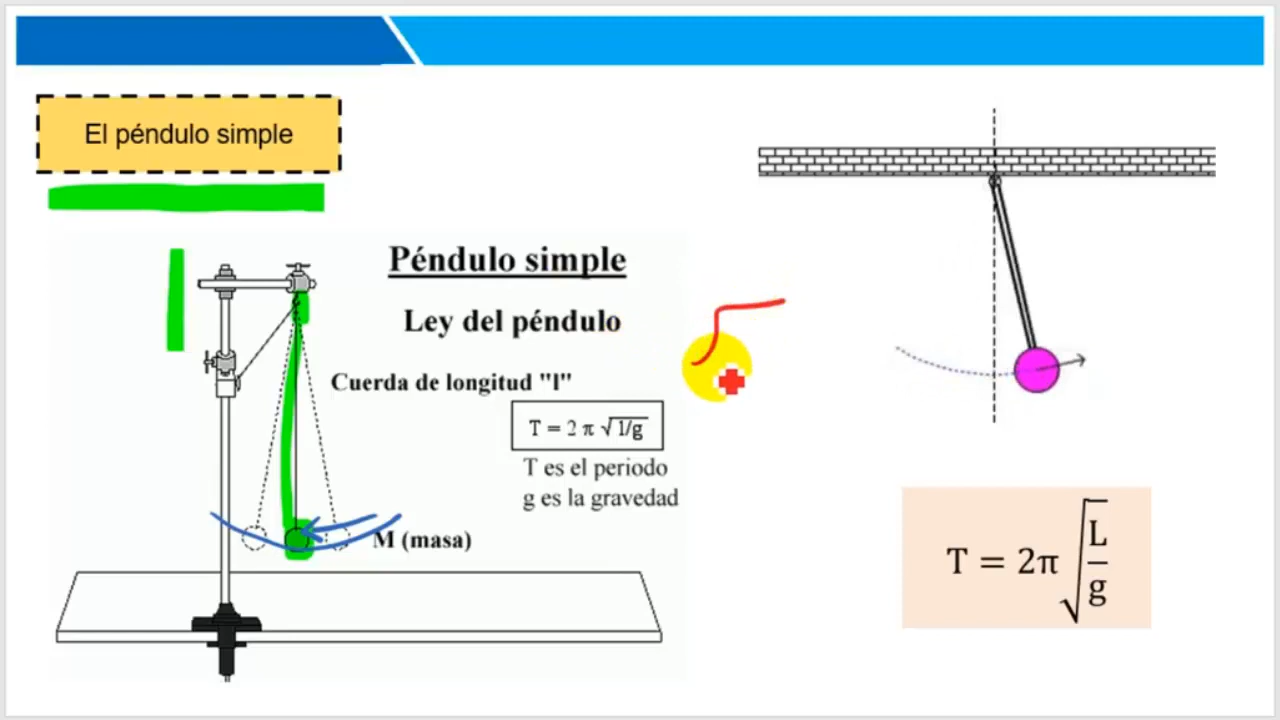 El péndulo simple
Péndulo simple
Ley del péndulo
Cuerda de longitud "l"
T = 2 π √l/g
T es el periodo
g es la gravedad
M (masa)
T = 2π √L/g